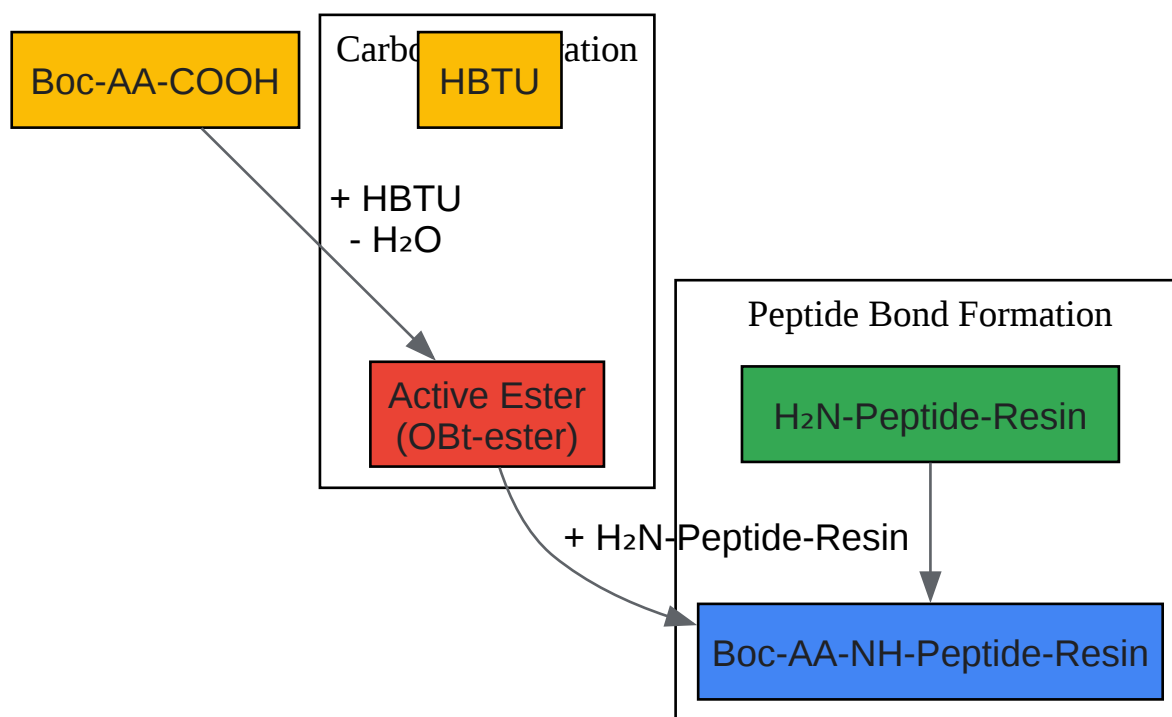 Boc-AA-COOH
HBTU
+ HBTU
- H₂O
Peptide Bond Formation
Active Ester
(OBt-ester)
H₂N-Peptide-Resin
+ H₂N-Peptide-Resin
Boc-AA-NH-Peptide-Resin